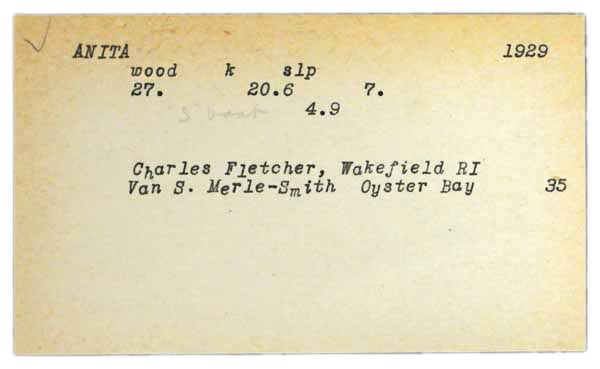 ANITA 1929
wood k slp
27. 20.6 7.
"S" boat 4.9
Charles Fletcher, Wakefield RI
Van S. Merle-Smith Oyster Bay 35